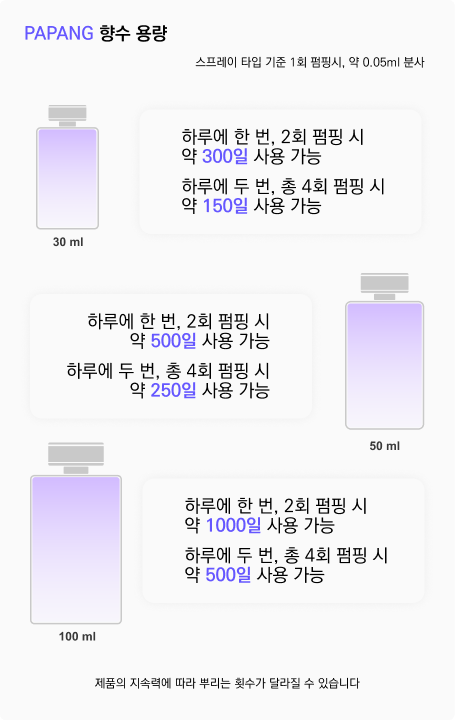 PAPANG 향수 용량
스프레이 타입 기준 1회 펌핑시, 약 0.05ml 분사
하루에 한 번, 2회 펌핑 시
약 300일 사용 가능
하루에 두 번, 총 4회 펌핑 시
약 150일 사용 가능
30 ml
하루에 한 번, 2회 펌핑 시
약 500일 사용 가능
하루에 두 번, 총 4회 펌핑 시
약 250일 사용 가능
50 ml
하루에 한 번, 2회 펌핑 시
약 1000일 사용 가능
하루에 두 번, 총 4회 펌핑 시
약 500일 사용 가능
100 ml
제품의 지속력에 따라 뿌리는 횟수가 달라질 수 있습니다